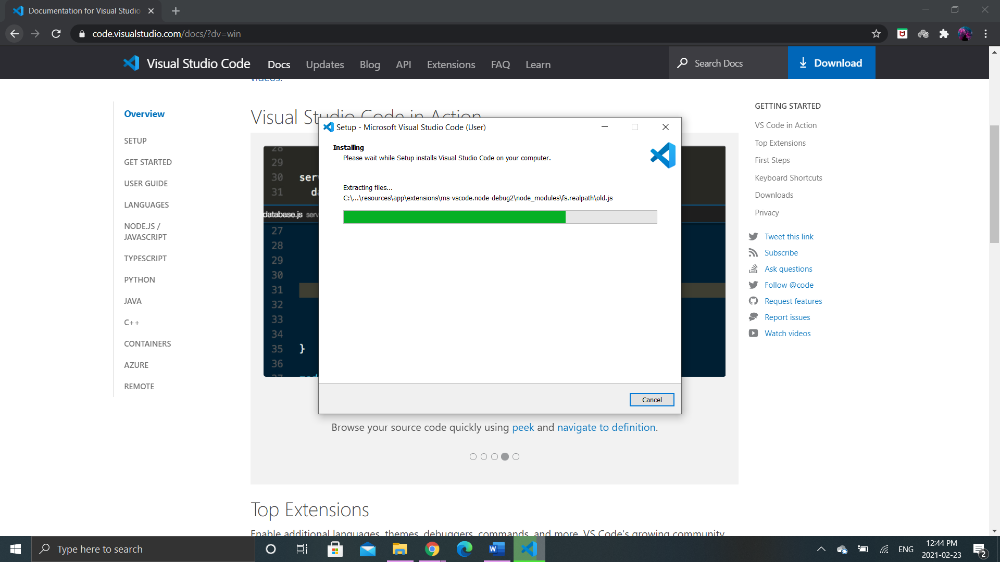 Documentation for Visual Studio
code.visualstudio.com/docs/?dv=win
Visual Studio Code
Docs
Updates
Blog
API
Extensions
FAQ
Learn
Search Docs
Download
videos.
Overview
SETUP
GET STARTED
USER GUIDE
LANGUAGES
NODE.JS /
JAVASCRIPT
TYPESCRIPT
PYTHON
JAVA
C++
CONTAINERS
AZURE
REMOTE
Visual Studio Code in Action
28
29
30 serv
31 da
database.js serv
27
28
29
30
31
32
33
34
35 }
36
37
Setup - Microsoft Visual Studio Code (User)
Installing
Please wait while Setup installs Visual Studio Code on your computer.
Extracting files...
C:\...\resources\app\extensions\ms-vscode.node-debug2\node_modules\fs.realpath\old.js
Cancel
Browse your source code quickly using peek and navigate to definition.
Top Extensions
Enable additional languages, themes, debuggers, commands, and more. VS Code's growing community
GETTING STARTED
VS Code in Action
Top Extensions
First Steps
Keyboard Shortcuts
Downloads
Privacy
Tweet this link
Subscribe
Ask questions
Follow @code
Request features
Report issues
Watch videos
Type here to search
ENG
12:44 PM
2021-02-23
2